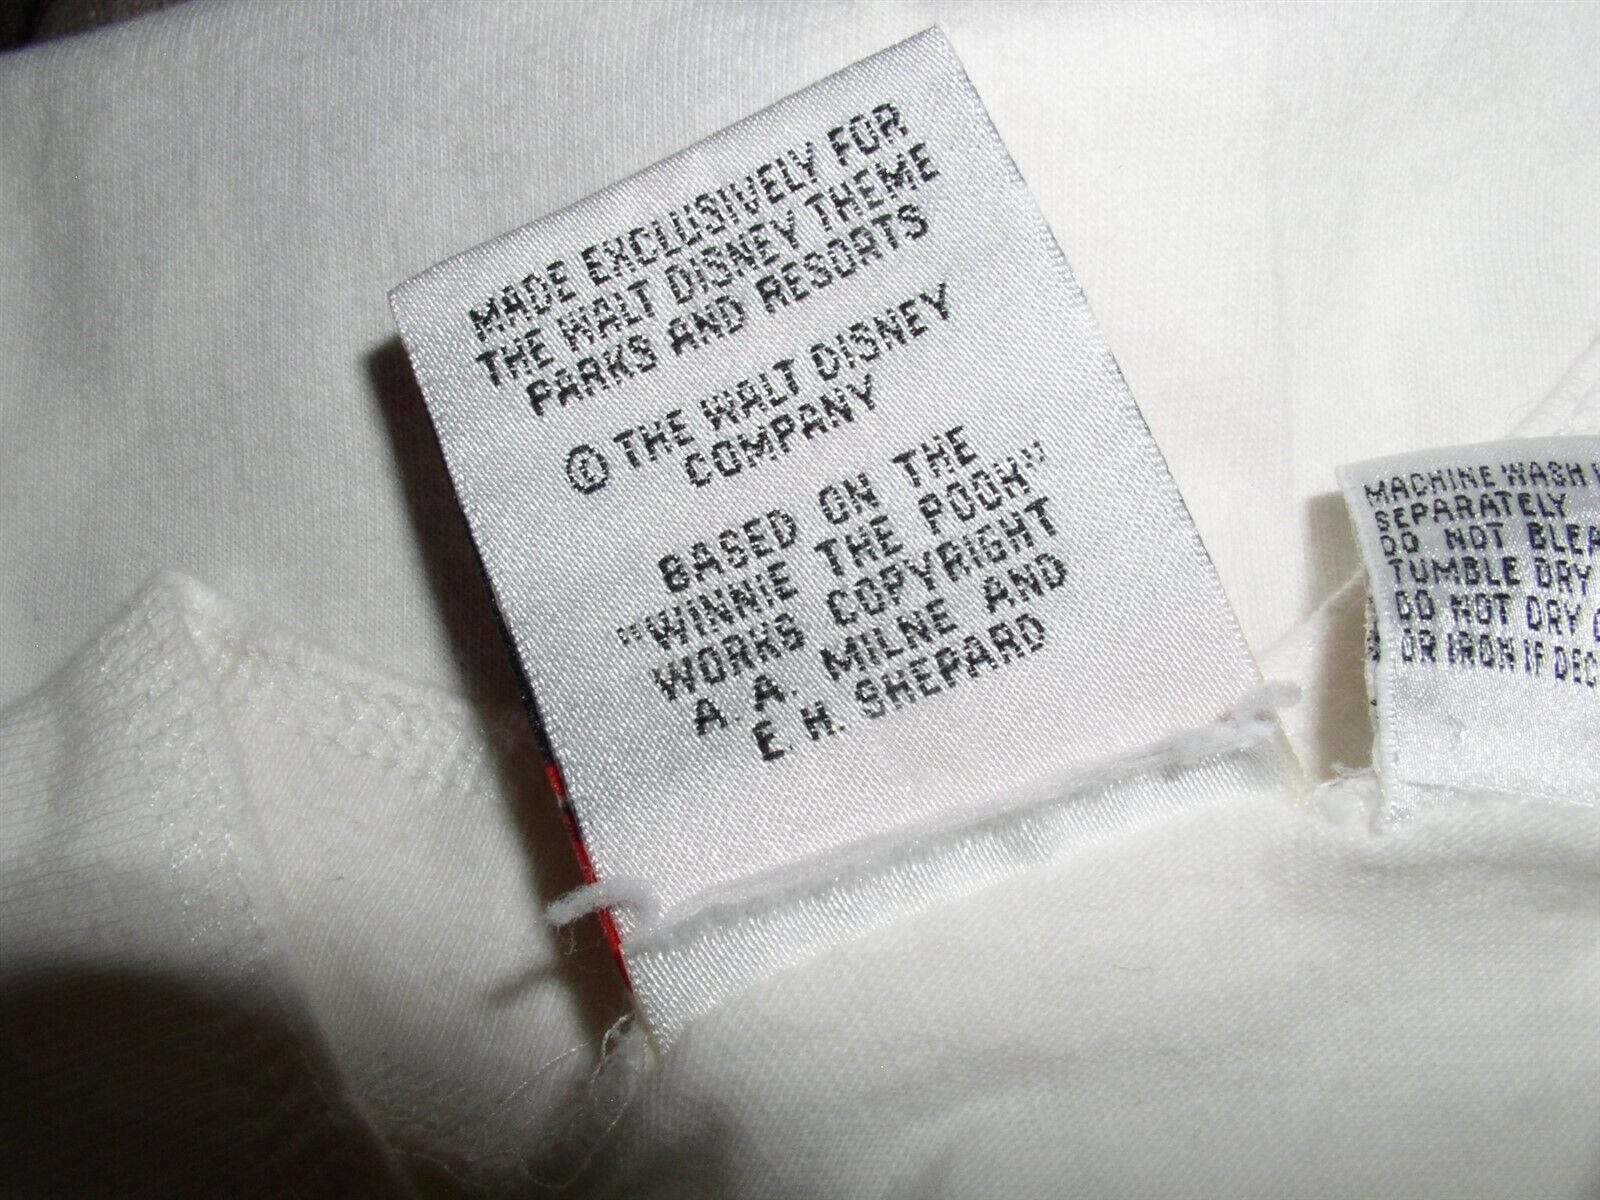 MADE EXCLUSIVELY FOR
THE WALT DISNEY THEME
PARKS AND RESORTS
© THE WALT DISNEY
COMPANY
BASED ON THE
"WINNIE THE POOH"
WORKS COPYRIGHT
A. A. MILNE AND
E. H. SHEPARD
MACHINE WASH
SEPARATELY
DO NOT BLEA
TUMBLE DRY
DO NOT DRY
OR IRON IF DEC